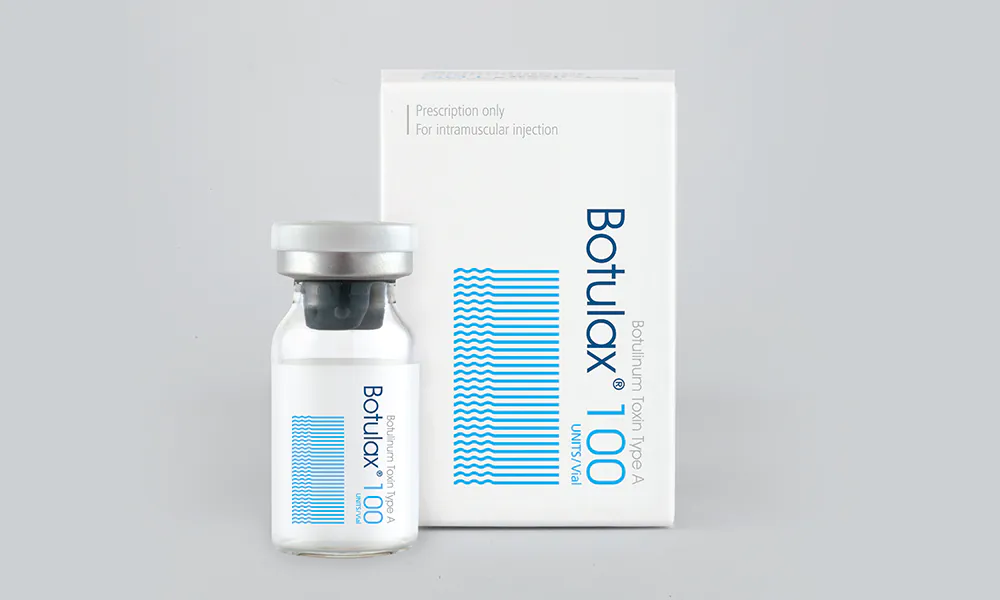 Prescription only
For intramuscular injection
Botulinum Toxin Type A
Botulax® 100
UNITS/Vial
Botulinum Toxin Type A
Botulax® 100
UNITS/Vial